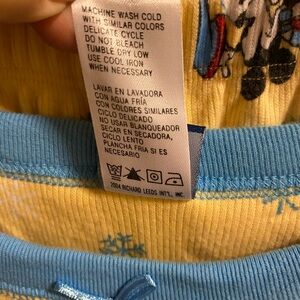 MACHINE WASH COLD
WITH SIMILAR COLORS
DELICATE CYCLE
DO NOT BLEACH
TUMBLE DRY LOW
USE COOL IRON
WHEN NECESSARY
LAVAR EN LAVADORA
CON AGUA FRÍA
CON COLORES SIMILARES
CICLO DELICADO
NO USAR BLANQUEADOR
SECAR EN SECADORA,
CICLO LENTO
PLANCHA FRIA SI ES
NECESARIO
2004 RICHARD LEEDS INT'L., INC.